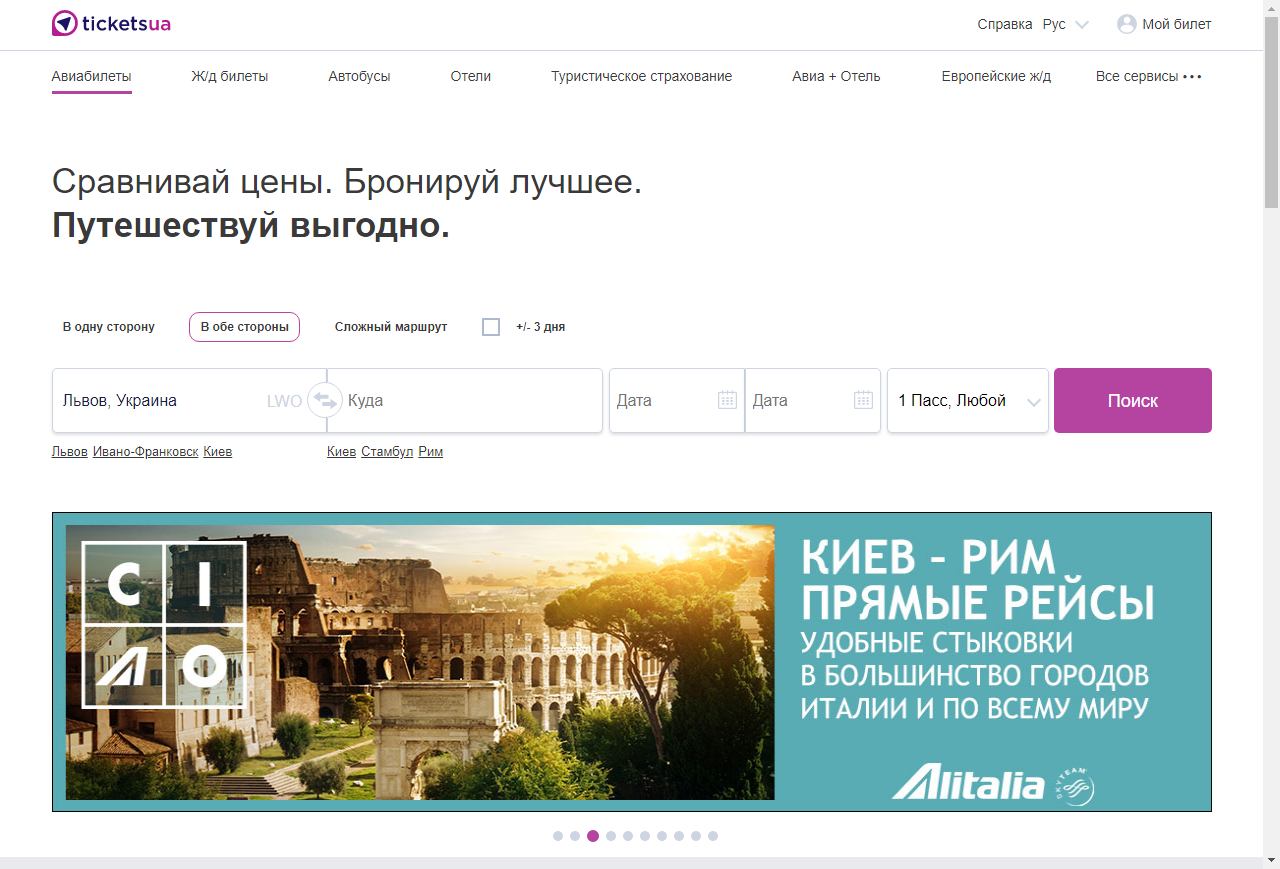 ticketsua
Справка Рус Мой билет
Авиабилеты Ж/д билеты Автобусы Отели Туристическое страхование Авиа + Отель Европейские ж/д Все сервисы •••
Сравнивай цены. Бронируй лучшее.
Путешествуй выгодно.
В одну сторону В обе стороны Сложный маршрут +/- 3 дня
Львов, Украина LWO Куда Дата Дата 1 Пасс, Любой Поиск
Львов Ивано-Франковск Киев Киев Стамбул Рим
CI
AO
КИЕВ - РИМ
ПРЯМЫЕ РЕЙСЫ
УДОБНЫЕ СТЫКОВКИ
В БОЛЬШИНСТВО ГОРОДОВ
ИТАЛИИ И ПО ВСЕМУ МИРУ
Alitalia SKYTEAM